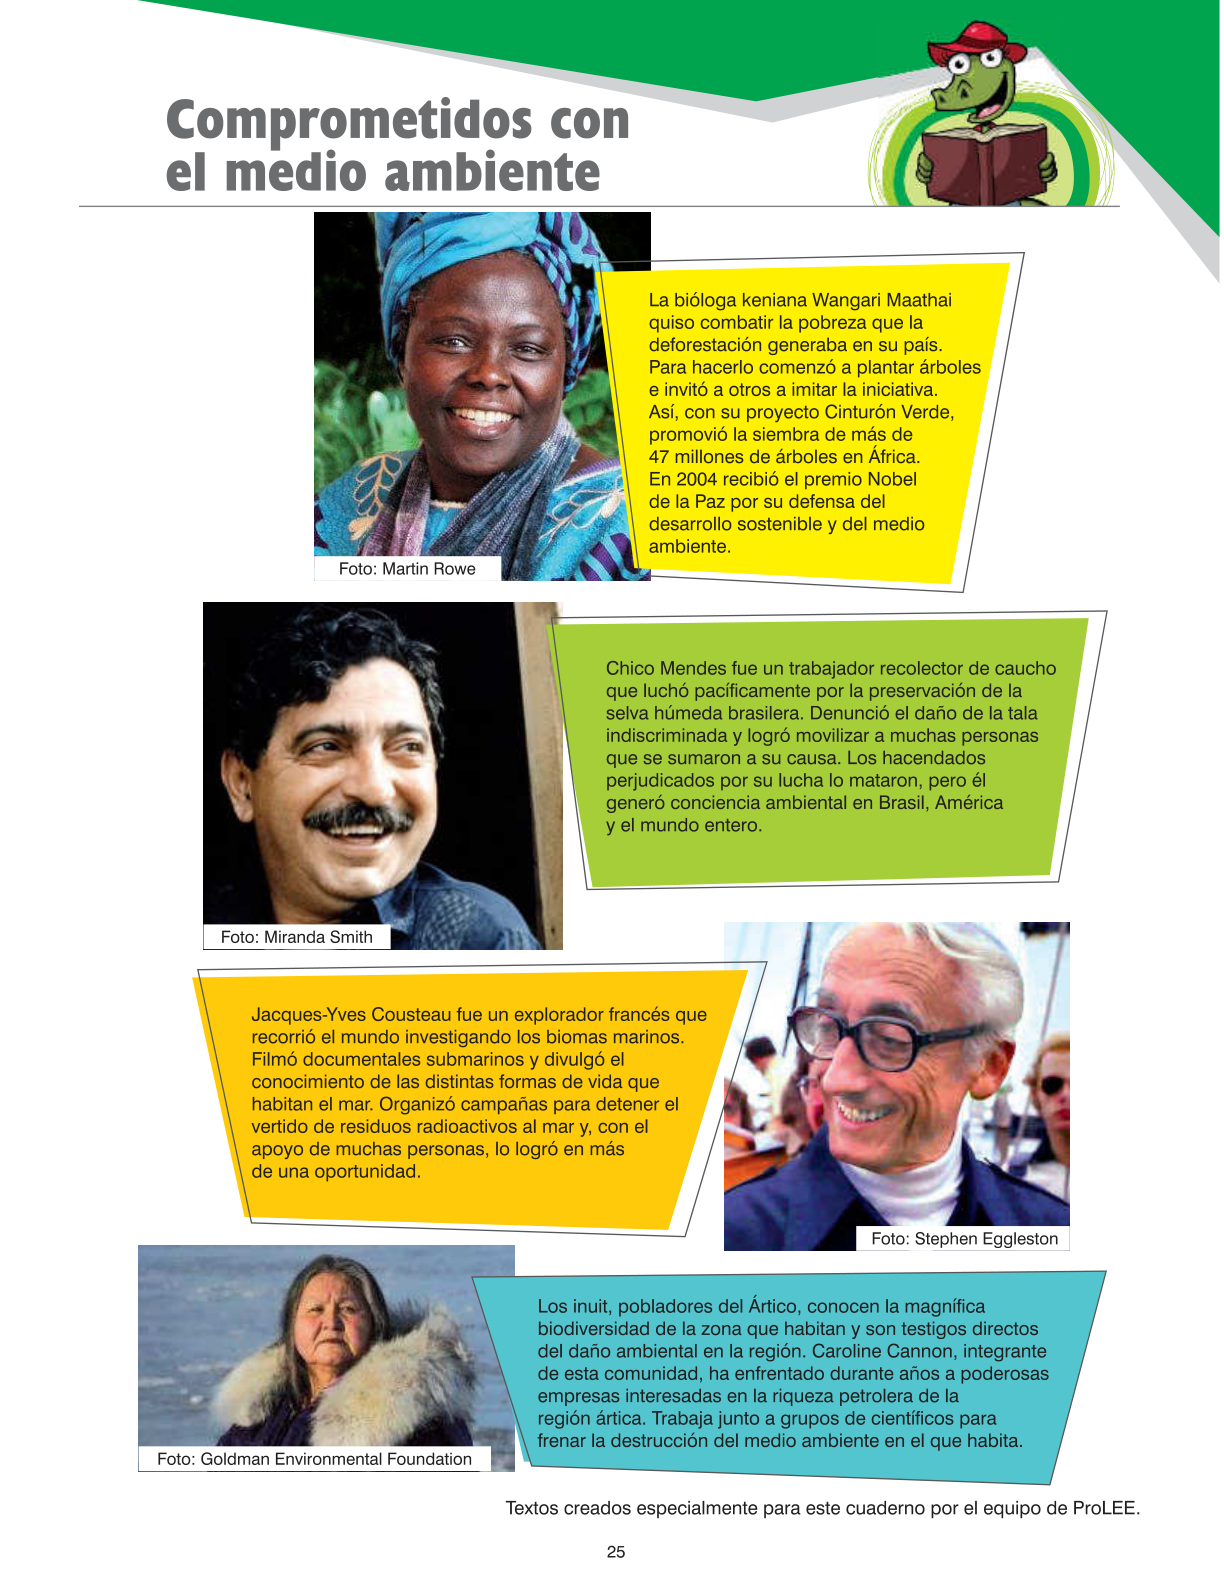 Comprometidos con
el medio ambiente
La bióloga keniana Wangari Maathai
quiso combatir la pobreza que la
deforestación generaba en su país.
Para hacerlo comenzó a plantar árboles
e invitó a otros a imitar la iniciativa.
Así, con su proyecto Cinturón Verde,
promovió la siembra de más de
47 millones de árboles en África.
En 2004 recibió el premio Nobel
de la Paz por su defensa del
desarrollo sostenible y del medio
ambiente.
Foto: Martin Rowe
Chico Mendes fue un trabajador recolector de caucho
que luchó pacíficamente por la preservación de la
selva húmeda brasilera. Denunció el daño de la tala
indiscriminada y logró movilizar a muchas personas
que se sumaron a su causa. Los hacendados
perjudicados por su lucha lo mataron, pero él
generó conciencia ambiental en Brasil, América
y el mundo entero.
Foto: Miranda Smith
Jacques-Yves Cousteau fue un explorador francés que
recorrió el mundo investigando los biomas marinos.
Filmó documentales submarinos y divulgó el
conocimiento de las distintas formas de vida que
habitan el mar. Organizó campañas para detener el
vertido de residuos radioactivos al mar y, con el
apoyo de muchas personas, lo logró en más
de una oportunidad.
Foto: Stephen Eggleston
Los inuit, pobladores del Ártico, conocen la magnífica
biodiversidad de la zona que habitan y son testigos directos
del daño ambiental en la región. Caroline Cannon, integrante
de esta comunidad, ha enfrentado durante años a poderosas
empresas interesadas en la riqueza petrolera de la
región ártica. Trabaja junto a grupos de científicos para
frenar la destrucción del medio ambiente en el que habita.
Foto: Goldman Environmental Foundation
Textos creados especialmente para este cuaderno por el equipo de ProLEE.
25